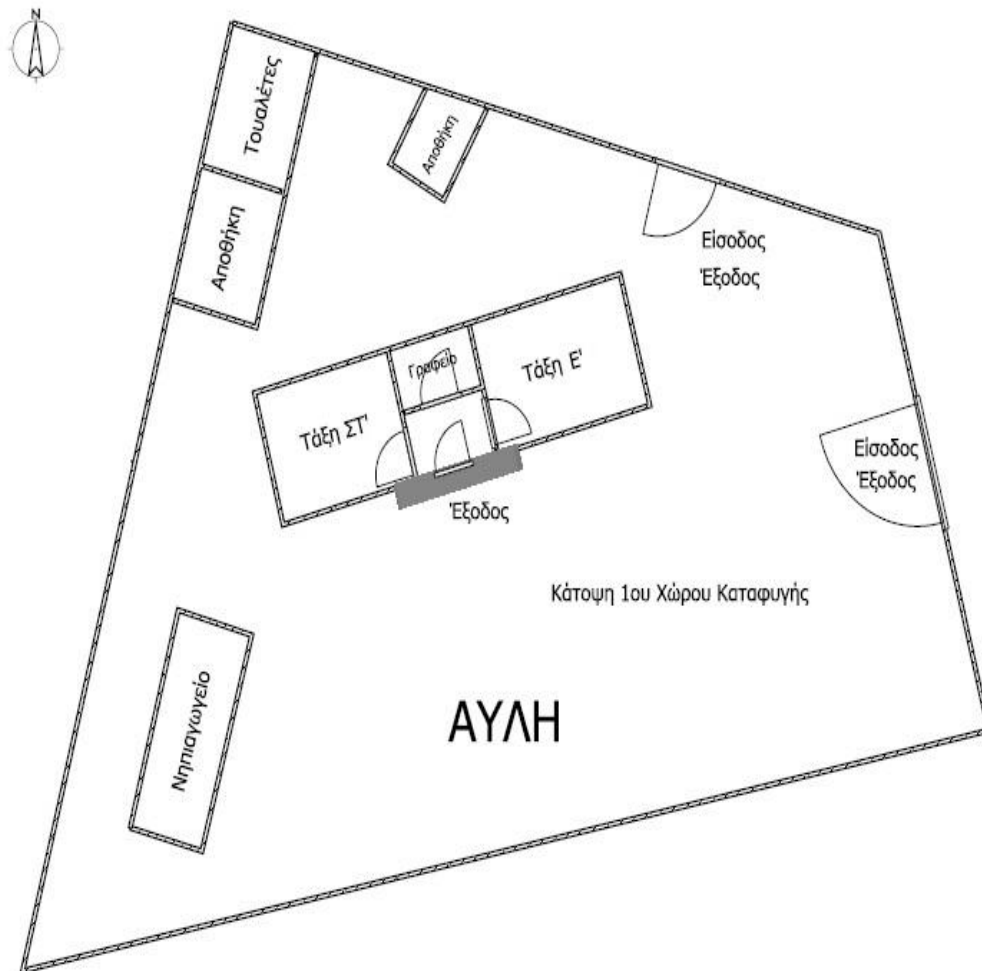 N
Τουαλέτες
Αποθήκη
Αποθήκη
Είσοδος
Έξοδος
Γραφείο
Τάξη Ε'
Τάξη ΣΤ'
Είσοδος
Έξοδος
Έξοδος
Κάτοψη 1ου Χώρου Καταφυγής
Νηπιαγωγείο
ΑΥΛΗ